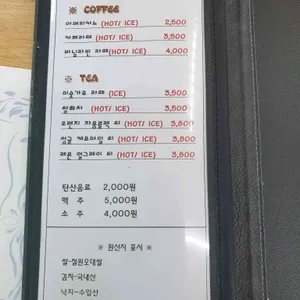 ※ COFFEE
아메리카노 (HOT/ ICE) 2,500
카페라떼 (HOT/ ICE) 3,500
바닐라빈 라떼 (HOT/ ICE) 4,000
※ TEA
미숫가루 라떼 (HOT/ ICE) 3,500
쌍화차 (HOT/ ICE) 3,500
오렌지 자몽블랙 티 (HOT/ ICE) 3,800
허니 캐모마일 티 (HOT/ ICE) 3,800
레몬 얼그레이 티 (HOT/ ICE) 3,800
탄산음료 2,000원
맥 주 5,000원
소 주 4,000원
※ 원산지 표시 ※
쌀-철원오대쌀
김치-국내산
낙지-수입산